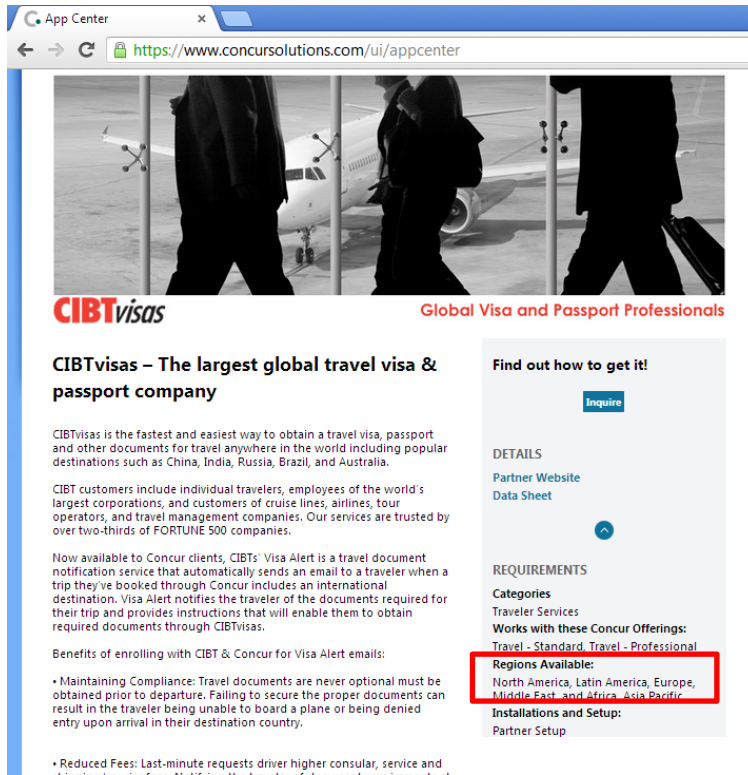 App Center
https://www.concursolutions.com/ui/appcenter
CIBTvisas
Global Visa and Passport Professionals
CIBTvisas – The largest global travel visa &
passport company
CIBTvisas is the fastest and easiest way to obtain a travel visa, passport
and other documents for travel anywhere in the world including popular
destinations such as China, India, Russia, Brazil, and Australia.
CIBT customers include individual travelers, employees of the world's
largest corporations, and customers of cruise lines, airlines, tour
operators, and travel management companies. Our services are trusted by
over two-thirds of FORTUNE 500 companies.
Now available to Concur clients, CIBTs' Visa Alert is a travel document
notification service that automatically sends an email to a traveler when a
trip they've booked through Concur includes an international
destination. Visa Alert notifies the traveler of the documents required for
their trip and provides instructions that will enable them to obtain
required documents through CIBTvisas.
Benefits of enrolling with CIBT & Concur for Visa Alert emails:
• Maintaining Compliance: Travel documents are never optional must be
obtained prior to departure. Failing to secure the proper documents can
result in the traveler being unable to board a plane or being denied
entry upon arrival in their destination country.
• Reduced Fees: Last-minute requests driver higher consular, service and
Find out how to get it!
Inquire
DETAILS
Partner Website
Data Sheet
REQUIREMENTS
Categories
Traveler Services
Works with these Concur Offerings:
Travel - Standard, Travel - Professional
Regions Available:
North America, Latin America, Europe,
Middle East, and Africa, Asia Pacific
Installations and Setup:
Partner Setup